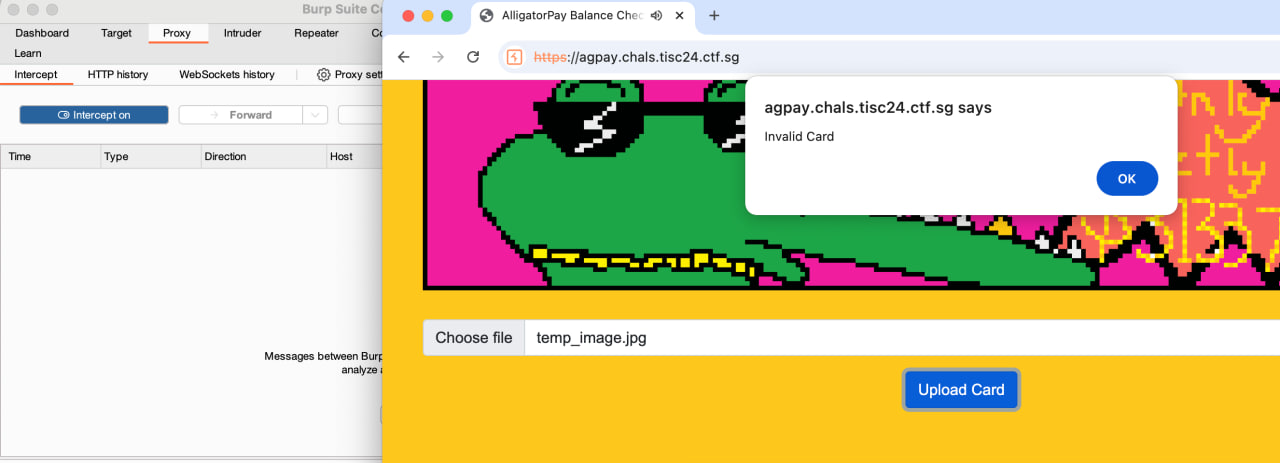 Burp Suite Co
Dashboard Target Proxy Intruder Repeater Co
Learn
Intercept HTTP history WebSockets history Proxy sett
Intercept on Forward
Time Type Direction Host
Messages between Burp
analyze a
AlligatorPay Balance Chec
https://agpay.chals.tisc24.ctf.sg
agpay.chals.tisc24.ctf.sg says
Invalid Card
OK
Choose file temp_image.jpg
Upload Card